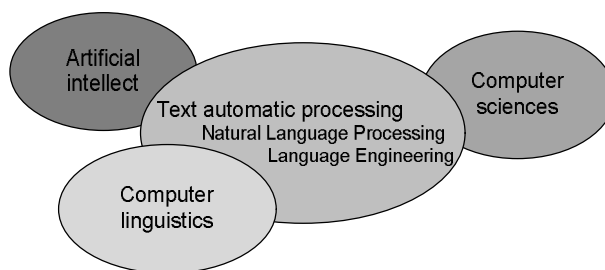 Artificial
intellect
Computer
sciences
Text automatic processing
Natural Language Processing
Language Engineering
Computer
linguistics